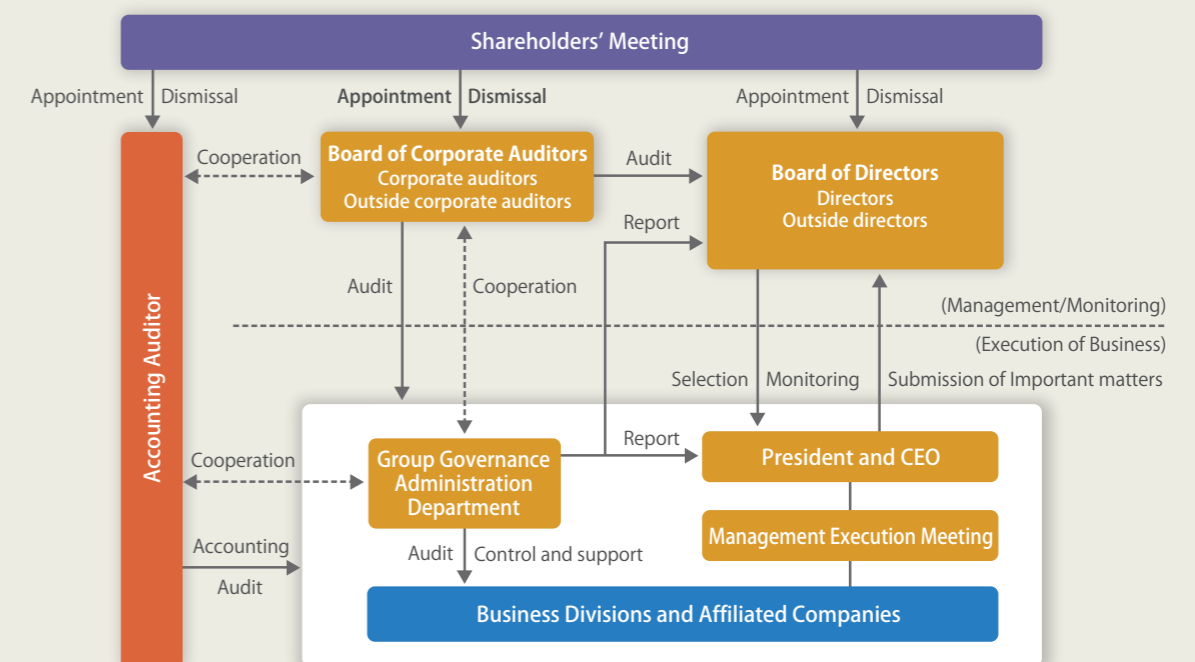 Shareholders’ Meeting
Appointment
Dismissal
Appointment
Dismissal
Appointment
Dismissal
Cooperation
Board of Corporate Auditors
Corporate auditors
Outside corporate auditors
Audit
Board of Directors
Directors
Outside directors
Report
Audit
Cooperation
(Management/Monitoring)
(Execution of Business)
Accounting Auditor
Selection
Monitoring
Submission of Important matters
Cooperation
Group Governance
Administration
Department
Report
President and CEO
Management Execution Meeting
Accounting
Audit
Audit
Control and support
Business Divisions and Affiliated Companies